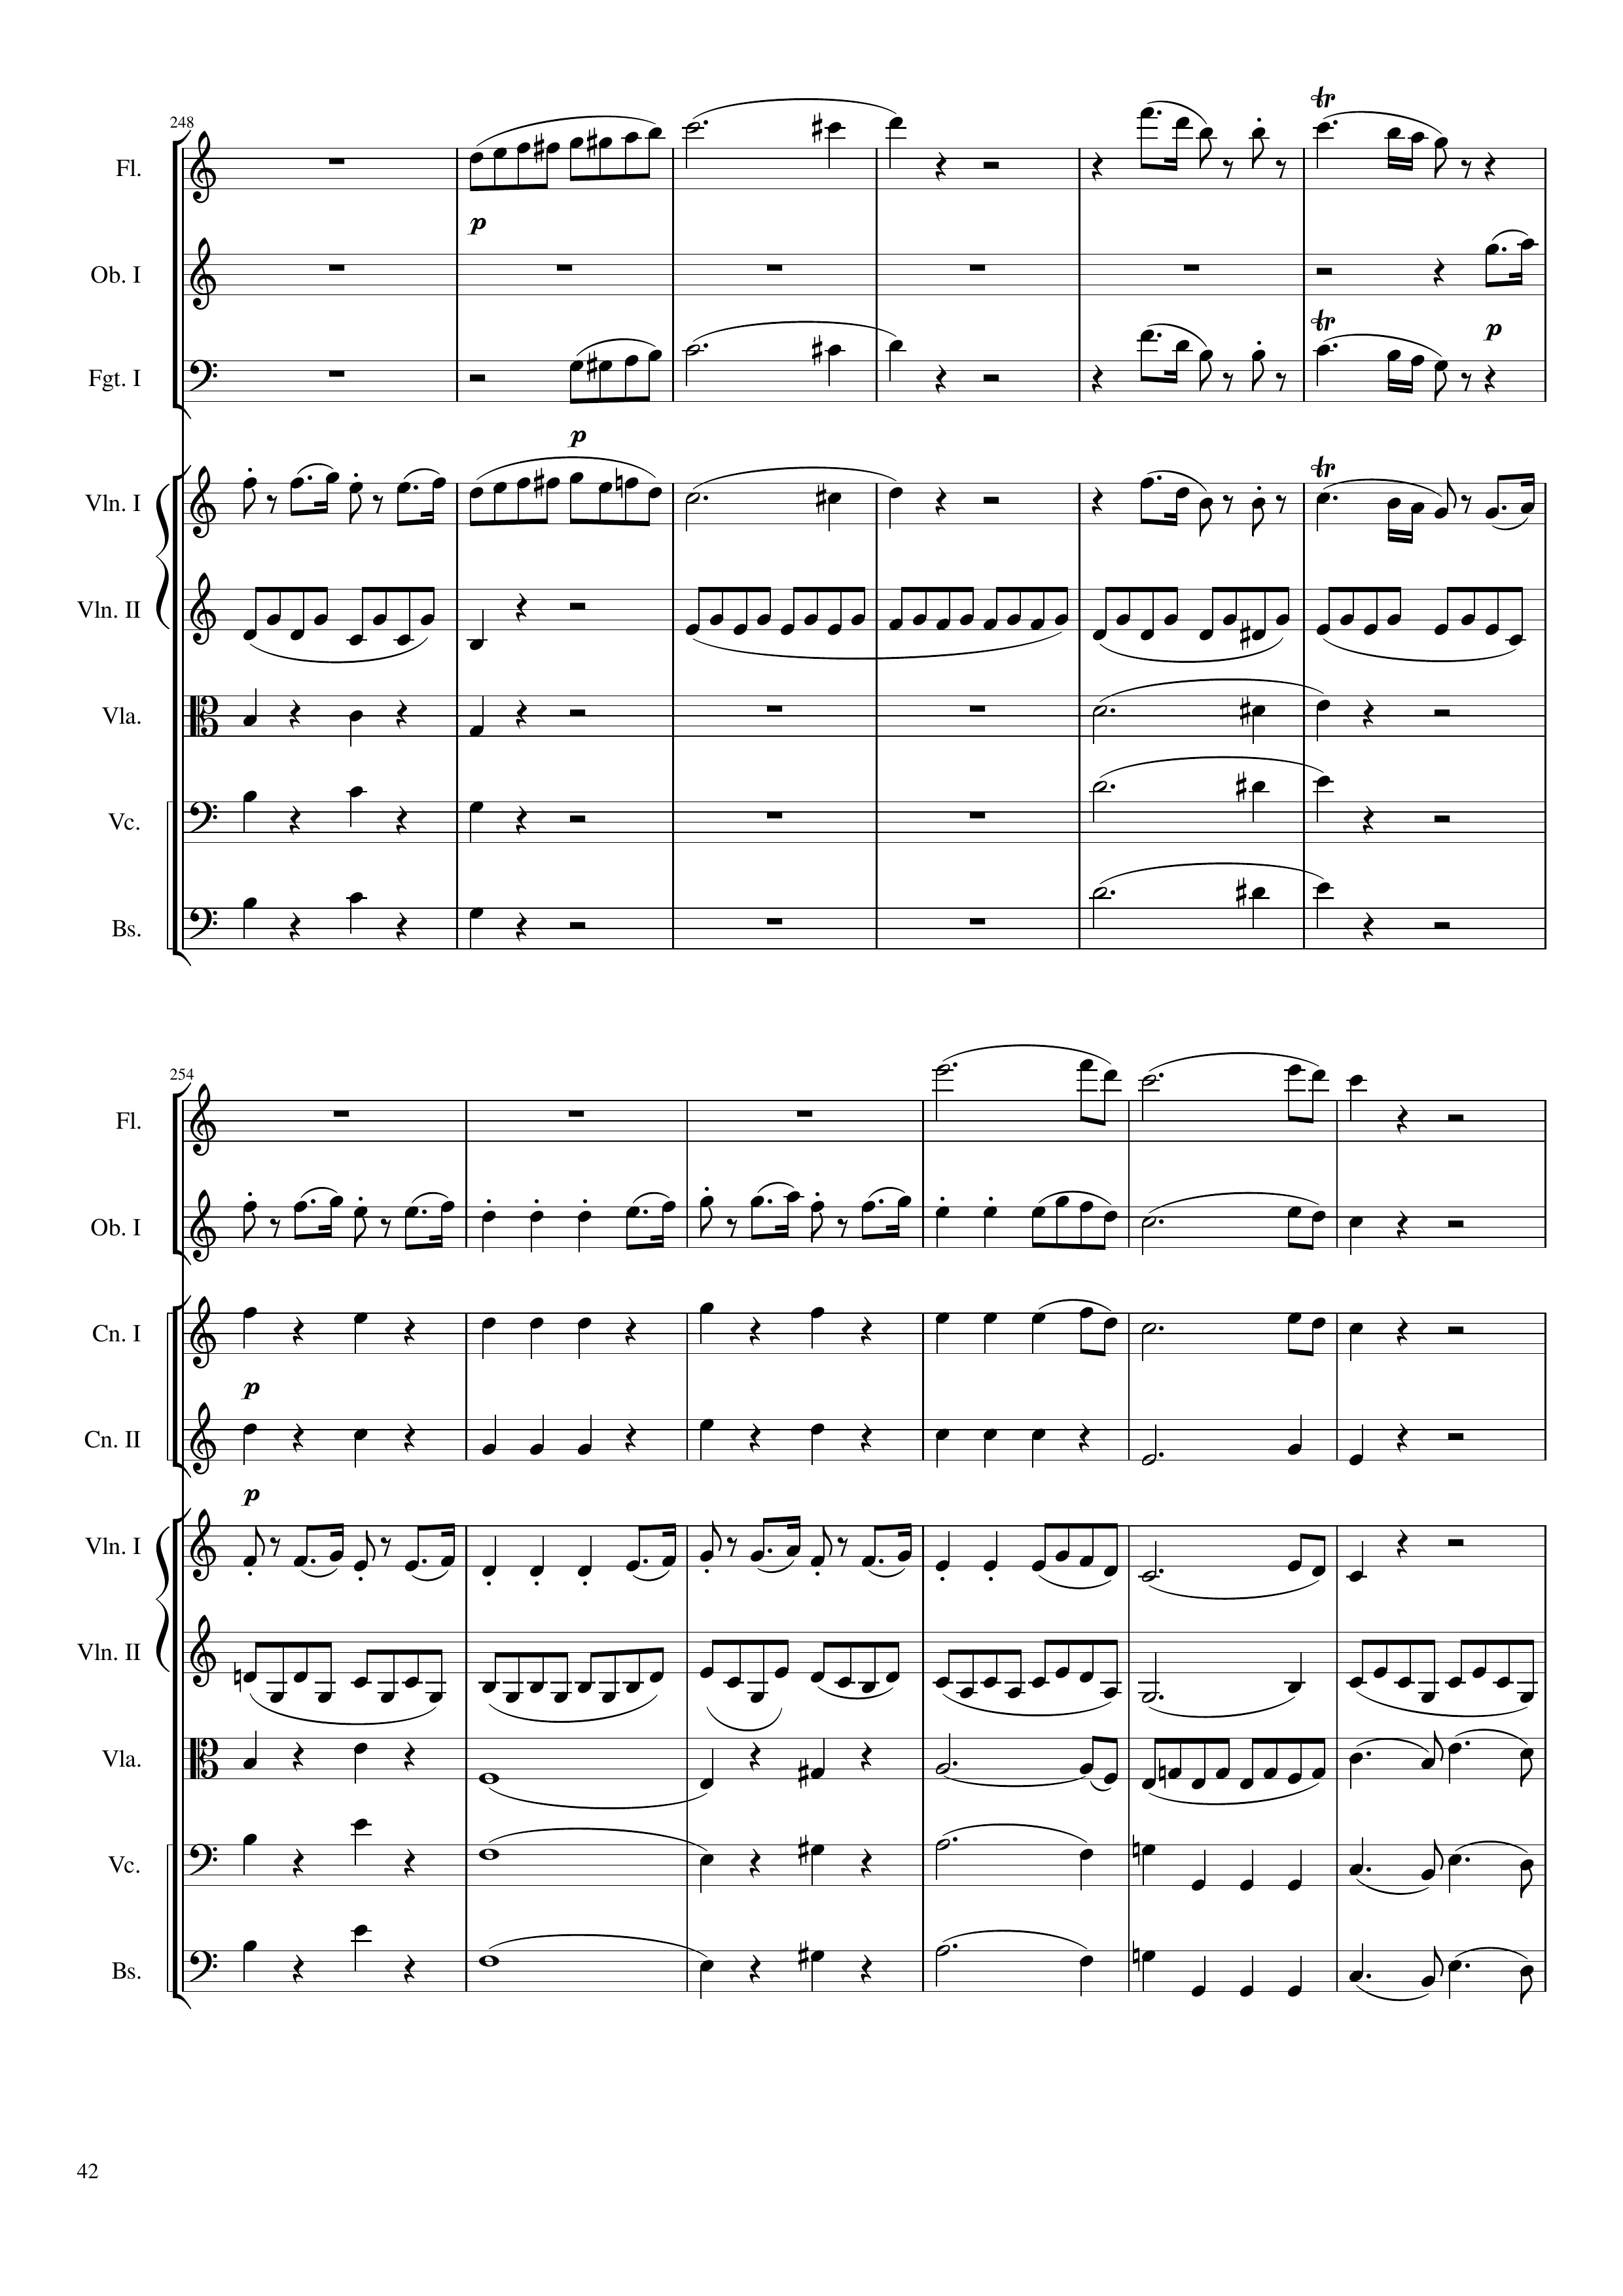 248
Fl.
p
tr
Ob. I
p
Fgt. I
p
tr
Vln. I
tr
Vln. II
Vla.
Vc.
Bs.
254
Fl.
Ob. I
Cn. I
p
Cn. II
p
Vln. I
Vln. II
Vla.
Vc.
Bs.
42